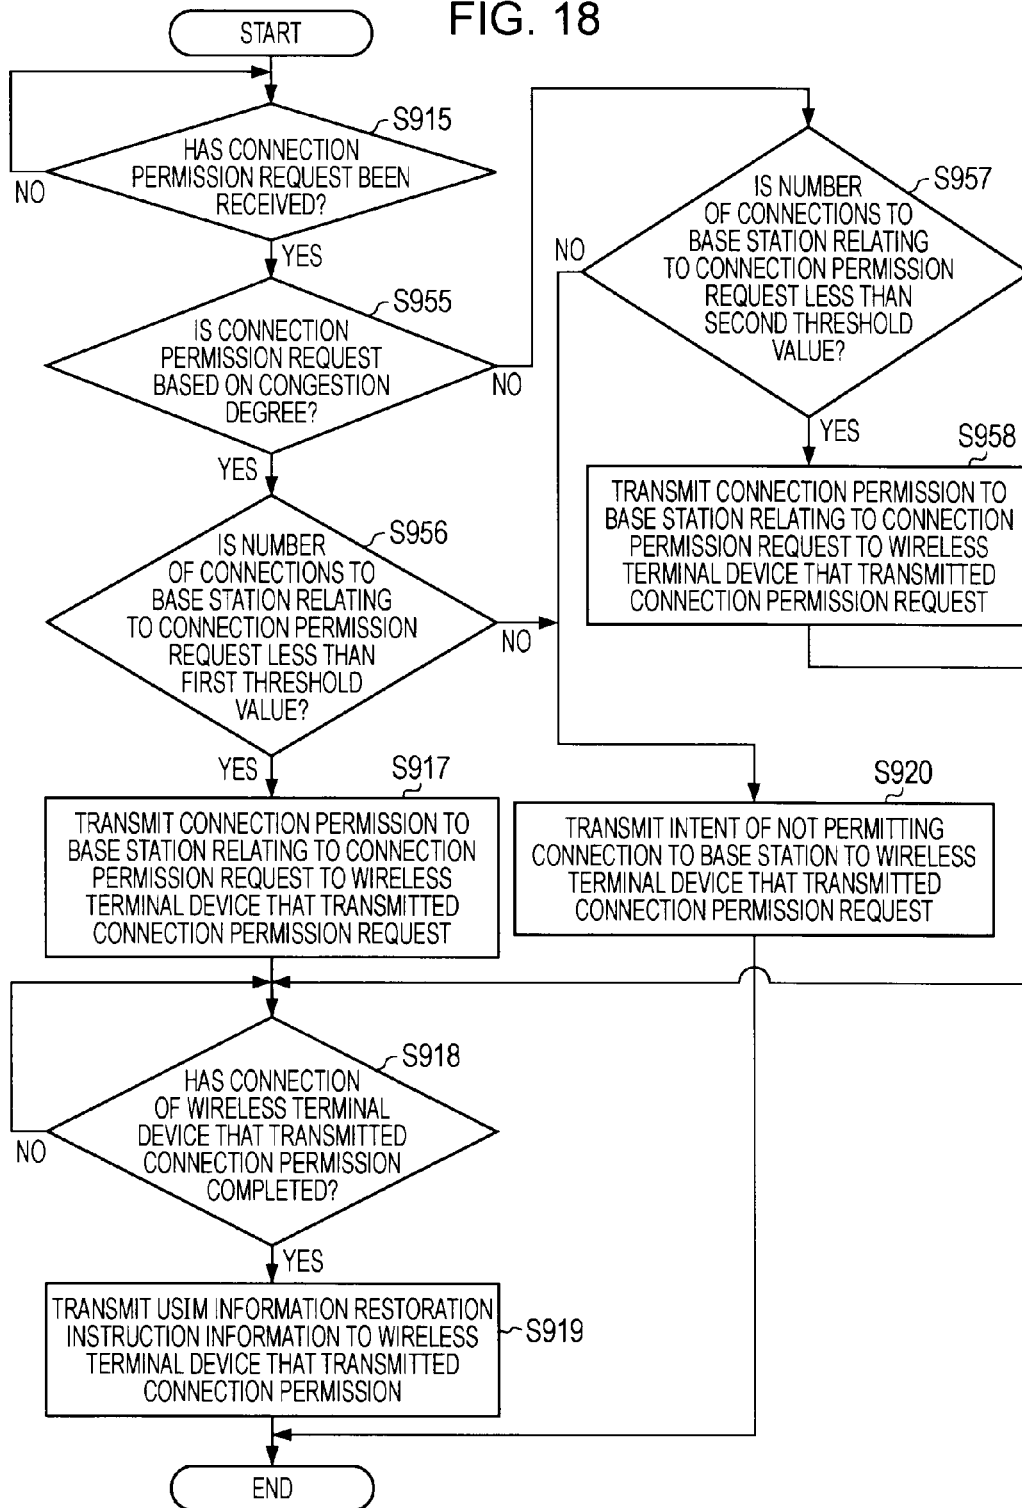 FIG. 18
START
S915
HAS CONNECTION
PERMISSION REQUEST BEEN
RECEIVED?
NO
YES
S955
IS CONNECTION
PERMISSION REQUEST
BASED ON CONGESTION
DEGREE?
NO
YES
S956
IS NUMBER
OF CONNECTIONS TO
BASE STATION RELATING
TO CONNECTION PERMISSION
REQUEST LESS THAN
FIRST THRESHOLD
VALUE?
NO
YES
S957
IS NUMBER
OF CONNECTIONS TO
BASE STATION RELATING
TO CONNECTION PERMISSION
REQUEST LESS THAN
SECOND THRESHOLD
VALUE?
NO
YES
S958
TRANSMIT CONNECTION PERMISSION TO
BASE STATION RELATING TO CONNECTION
PERMISSION REQUEST TO WIRELESS
TERMINAL DEVICE THAT TRANSMITTED
CONNECTION PERMISSION REQUEST
S917
TRANSMIT CONNECTION PERMISSION TO
BASE STATION RELATING TO CONNECTION
PERMISSION REQUEST TO WIRELESS
TERMINAL DEVICE THAT TRANSMITTED
CONNECTION PERMISSION REQUEST
S920
TRANSMIT INTENT OF NOT PERMITTING
CONNECTION TO BASE STATION TO WIRELESS
TERMINAL DEVICE THAT TRANSMITTED
CONNECTION PERMISSION REQUEST
S918
HAS CONNECTION
OF WIRELESS TERMINAL
DEVICE THAT TRANSMITTED
CONNECTION PERMISSION
COMPLETED?
NO
YES
TRANSMIT USIM INFORMATION RESTORATION
INSTRUCTION INFORMATION TO WIRELESS
TERMINAL DEVICE THAT TRANSMITTED
CONNECTION PERMISSION
S919
END